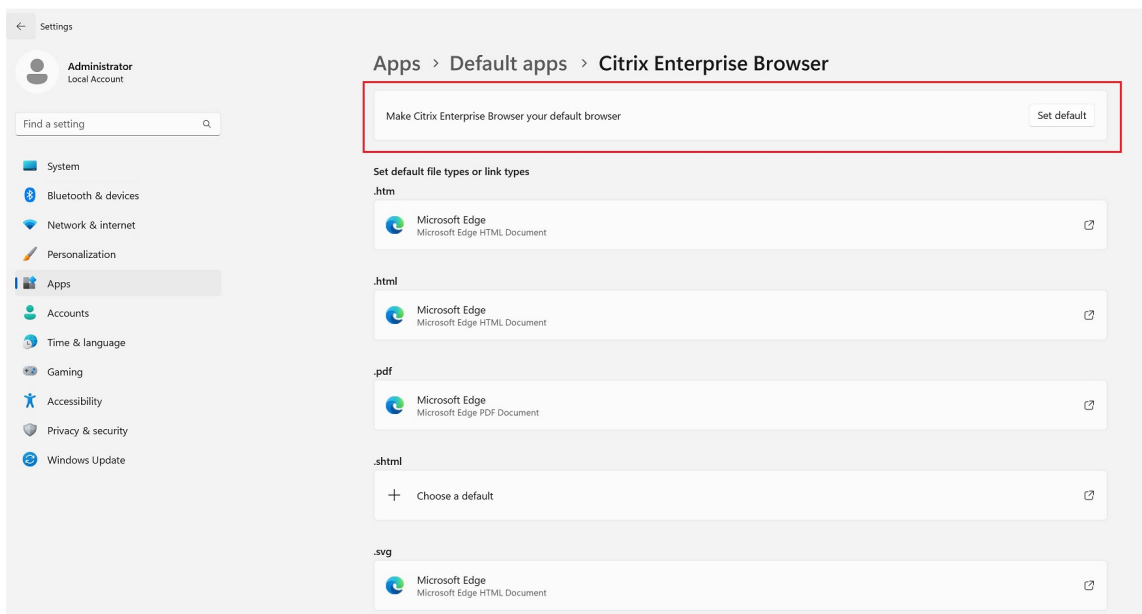 Settings
Administrator
Local Account
Find a setting
System
Bluetooth & devices
Network & internet
Personalization
Apps
Accounts
Time & language
Gaming
Accessibility
Privacy & security
Windows Update
Apps > Default apps > Citrix Enterprise Browser
Make Citrix Enterprise Browser your default browser
Set default
Set default file types or link types
.htm
Microsoft Edge
Microsoft Edge HTML Document
.html
Microsoft Edge
Microsoft Edge HTML Document
.pdf
Microsoft Edge
Microsoft Edge PDF Document
.shtml
Choose a default
.svg
Microsoft Edge
Microsoft Edge HTML Document